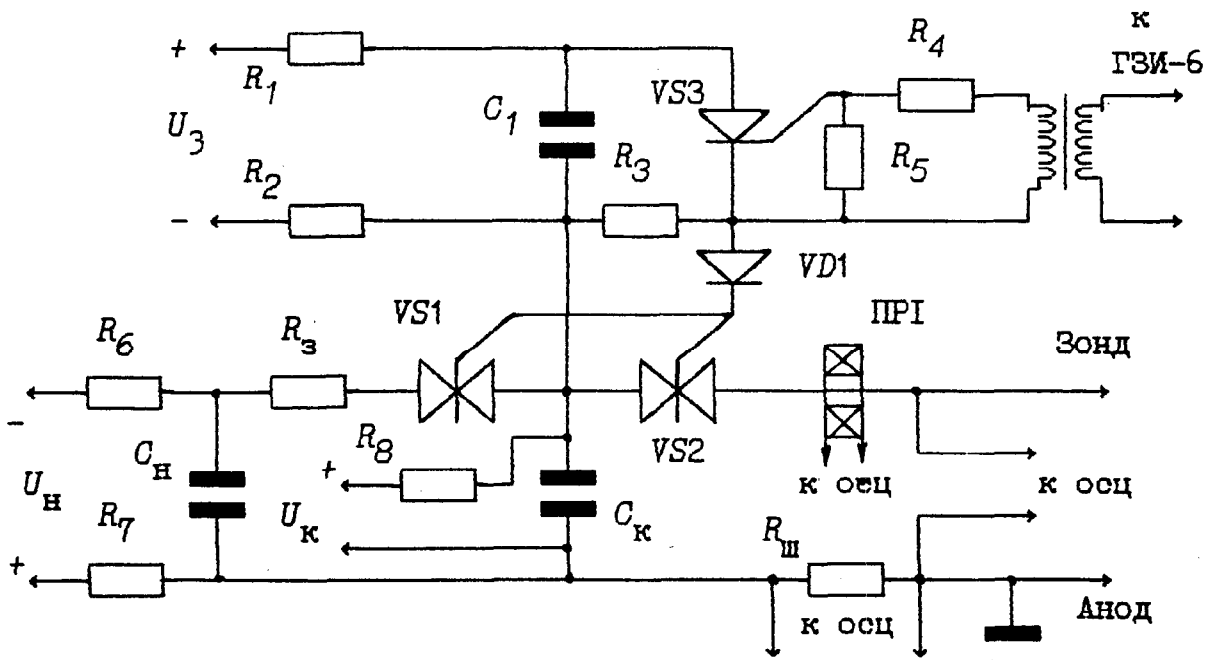 к
ГЗИ-6
+
R1
C1
VS3
R4
U3
R3
R5
R2
-
VD1
VS1
ПРI
R6
Rз
Зонд
-
R8
VS2
Cн
+
к осц
к осц
Uн
Uк
Cк
R7
Rш
+
к осц
Анод